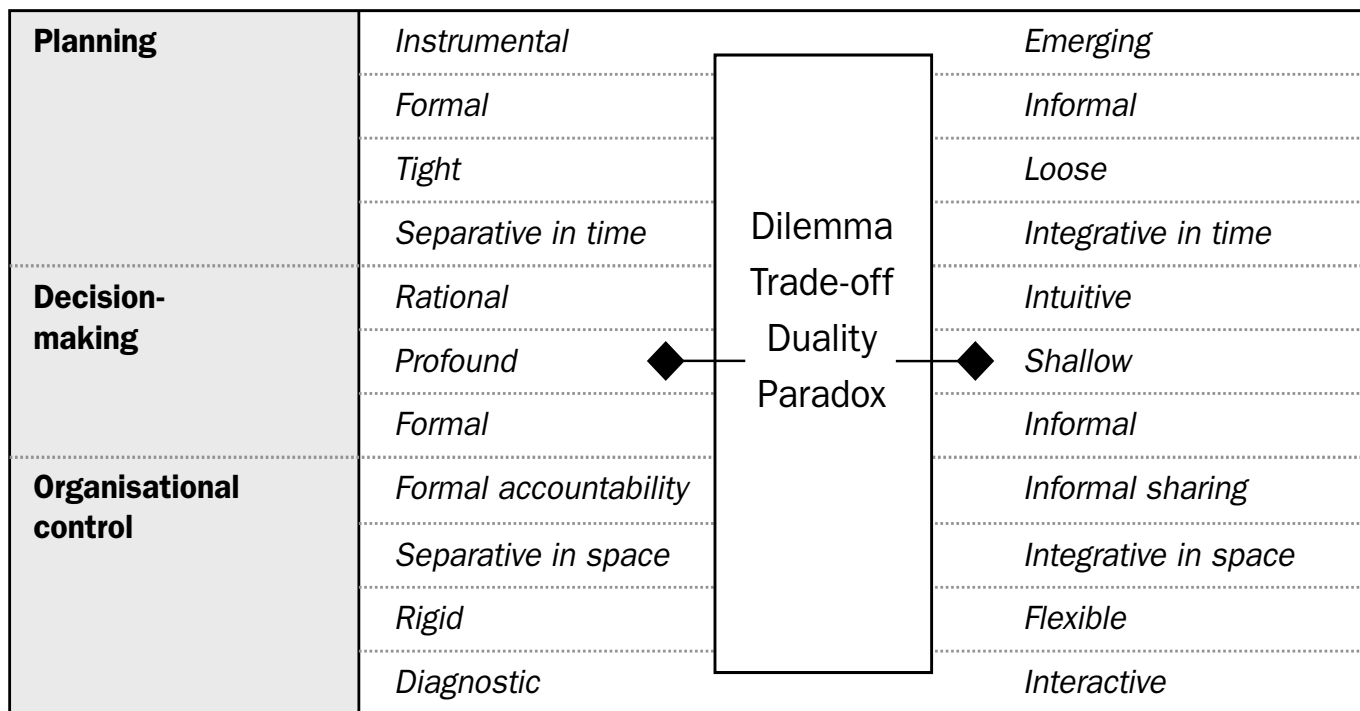 Planning
Instrumental
Emerging
Formal
Informal
Tight
Loose
Separative in time
Integrative in time
Decision-
making
Rational
Intuitive
Profound
Shallow
Formal
Informal
Organisational
control
Formal accountability
Informal sharing
Separative in space
Integrative in space
Rigid
Flexible
Diagnostic
Interactive
Dilemma
Trade-off
Duality
Paradox